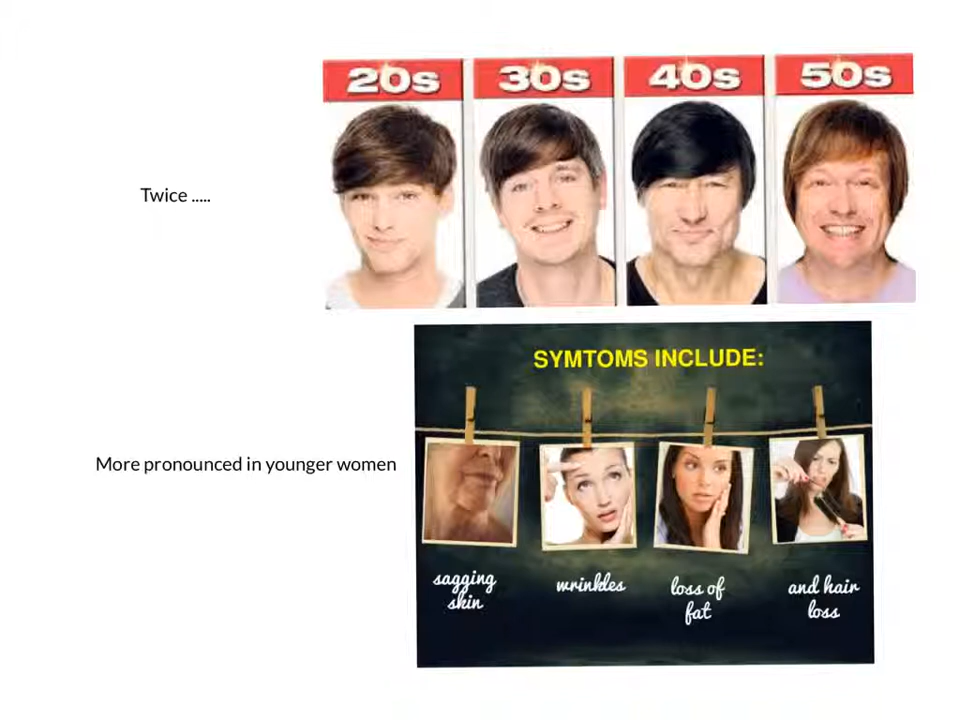 20s 30s 40s 50s
Twice .....
SYMTOMS INCLUDE:
More pronounced in younger women
sagging skin
wrinkles
loss of fat
and hair loss